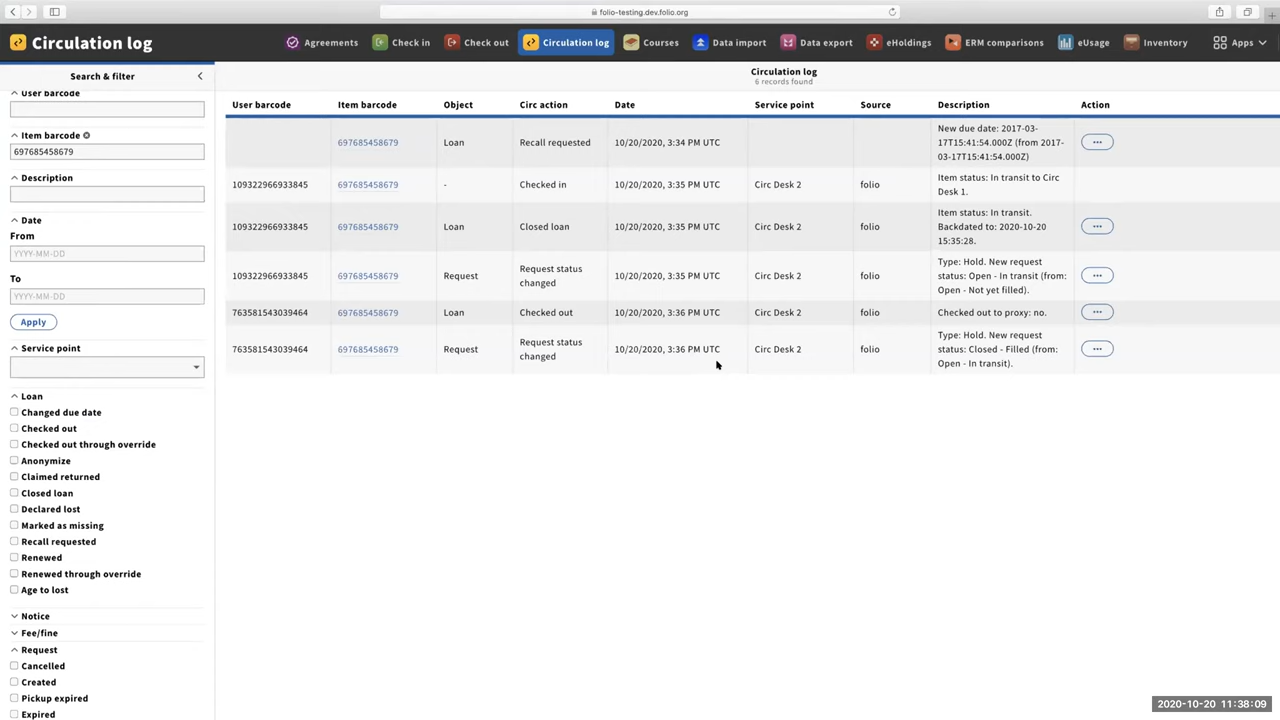 folio-testing.dev.folio.org
Circulation log
Agreements
Check in
Check out
Circulation log
Courses
Data import
Data export
eHoldings
ERM comparisons
eUsage
Inventory
Apps
Search & filter
User barcode
Item barcode
697685458679
Description
Date
From
YYYY-MM-DD
To
YYYY-MM-DD
Apply
Service point
Loan
Changed due date
Checked out
Checked out through override
Anonymize
Claimed returned
Closed loan
Declared lost
Marked as missing
Recall requested
Renewed
Renewed through override
Age to lost
Notice
Fee/fine
Request
Cancelled
Created
Pickup expired
Expired
Circulation log
6 records found
User barcode Item barcode Object Circ action Date Service point Source Description Action
697685458679 Loan Recall requested 10/20/2020, 3:34 PM UTC
New due date: 2017-03-
17T15:41:54.000Z (from 2017-
03-17T15:41:54.000Z)
109322966933845 697685458679 - Checked in 10/20/2020, 3:35 PM UTC Circ Desk 2 folio
Item status: In transit to Circ
Desk 1.
109322966933845 697685458679 Loan Closed loan 10/20/2020, 3:35 PM UTC Circ Desk 2 folio
Item status: In transit.
Backdated to: 2020-10-20
15:35:28.
109322966933845 697685458679 Request
Request status
changed
10/20/2020, 3:35 PM UTC Circ Desk 2 folio
Type: Hold. New request
status: Open - In transit (from:
Open - Not yet filled).
763581543039464 697685458679 Loan Checked out 10/20/2020, 3:36 PM UTC Circ Desk 2 folio Checked out to proxy: no.
763581543039464 697685458679 Request
Request status
changed
10/20/2020, 3:36 PM UTC Circ Desk 2 folio
Type: Hold. New request
status: Closed - Filled (from:
Open - In transit).
2020-10-20 11:38:09